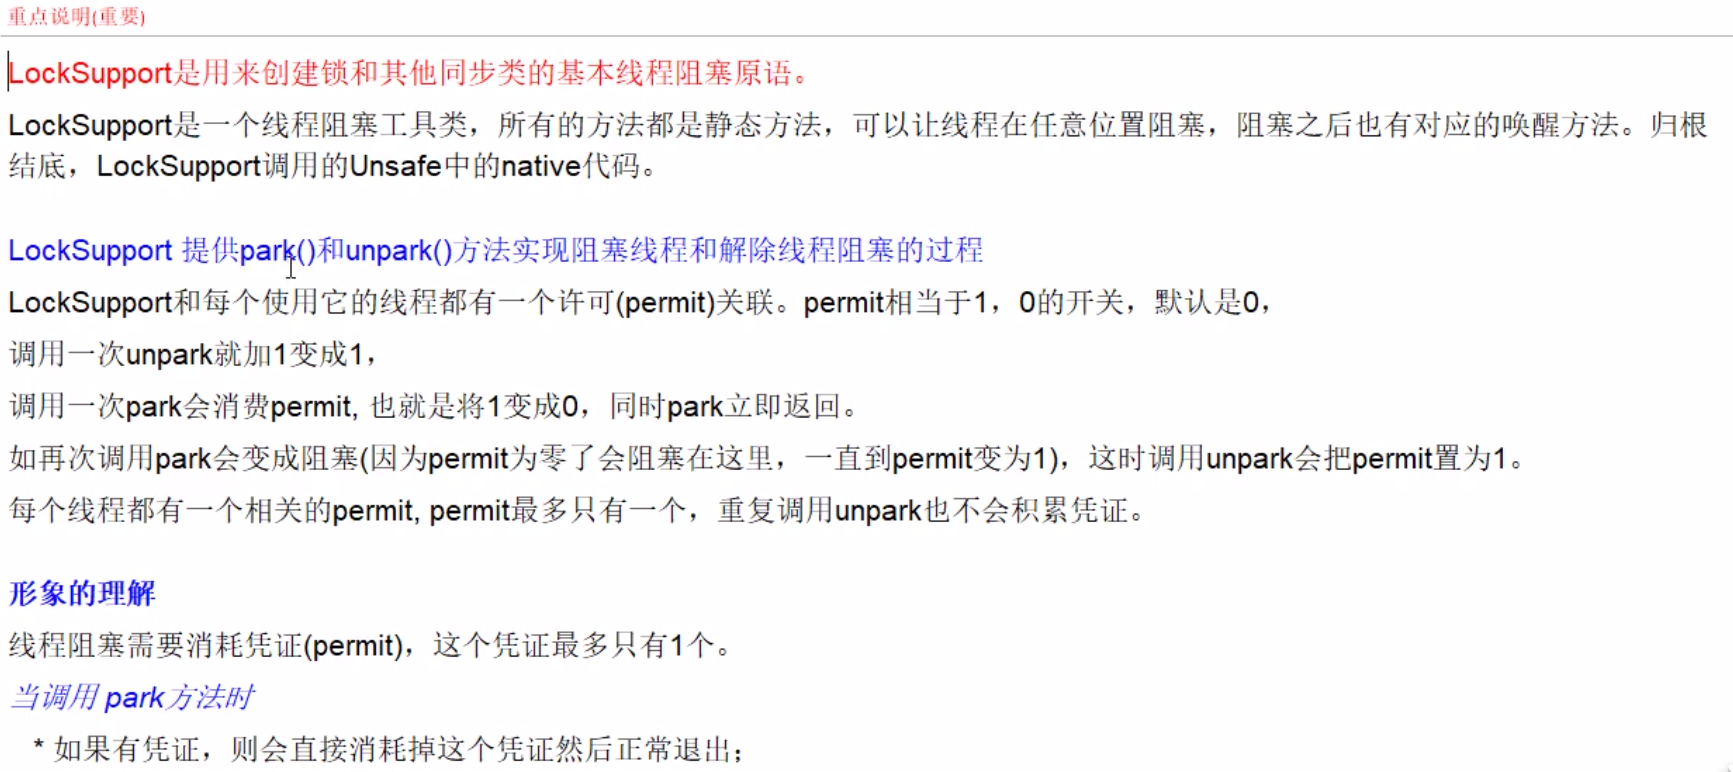 重点说明(重要)
LockSupport是用来创建锁和其他同步类的基本线程阻塞原语。
LockSupport是一个线程阻塞工具类，所有的方法都是静态方法，可以让线程在任意位置阻塞，阻塞之后也有对应的唤醒方法。归根
结底，LockSupport调用的Unsafe中的native代码。
LockSupport 提供park()和unpark()方法实现阻塞线程和解除线程阻塞的过程
LockSupport和每个使用它的线程都有一个许可(permit)关联。permit相当于1，0的开关，默认是0，
调用一次unpark就加1变成1，
调用一次park会消费permit, 也就是将1变成0，同时park立即返回。
如再次调用park会变成阻塞(因为permit为零了会阻塞在这里，一直到permit变为1)，这时调用unpark会把permit置为1。
每个线程都有一个相关的permit, permit最多只有一个，重复调用unpark也不会积累凭证。
形象的理解
线程阻塞需要消耗凭证(permit)，这个凭证最多只有1个。
当调用 park方法时
* 如果有凭证，则会直接消耗掉这个凭证然后正常退出；